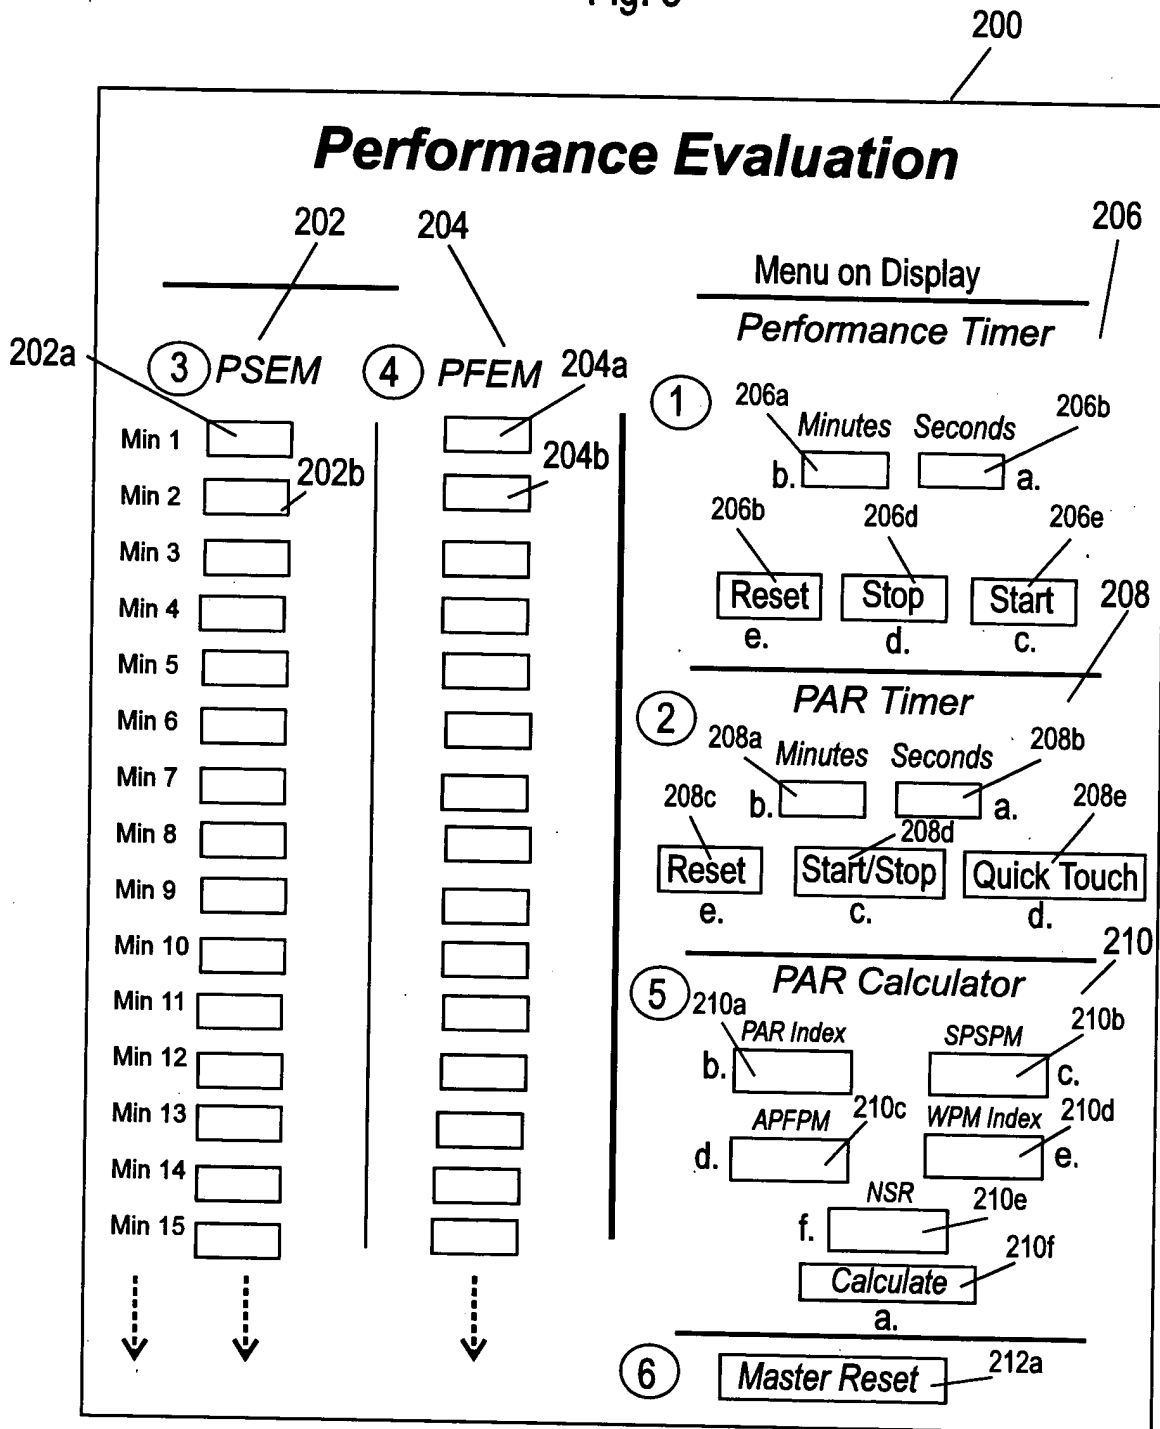 200
Performance Evaluation
202 204 206
Menu on Display
Performance Timer
202a 3 PSEM 4 PFEM 204a
1 206a Minutes Seconds 206b
b. a.
Min 1
Min 2 202b 204b
206b 206d 206e
Min 3
Reset Stop Start 208
e. d. c.
Min 4
Min 5
PAR Timer
2 208a Minutes Seconds 208b
Min 6
b. a.
Min 7
208c 208d 208e
Min 8
Reset Start/Stop Quick Touch
e. c. d.
Min 9
Min 10
210
PAR Calculator
5 210a PAR Index SPSPM 210b
b. c.
Min 11
Min 12
APFPM 210c WPM Index 210d
d. e.
Min 13
Min 14
NSR 210e
f.
Min 15
210f
Calculate
a.
6 Master Reset 212a